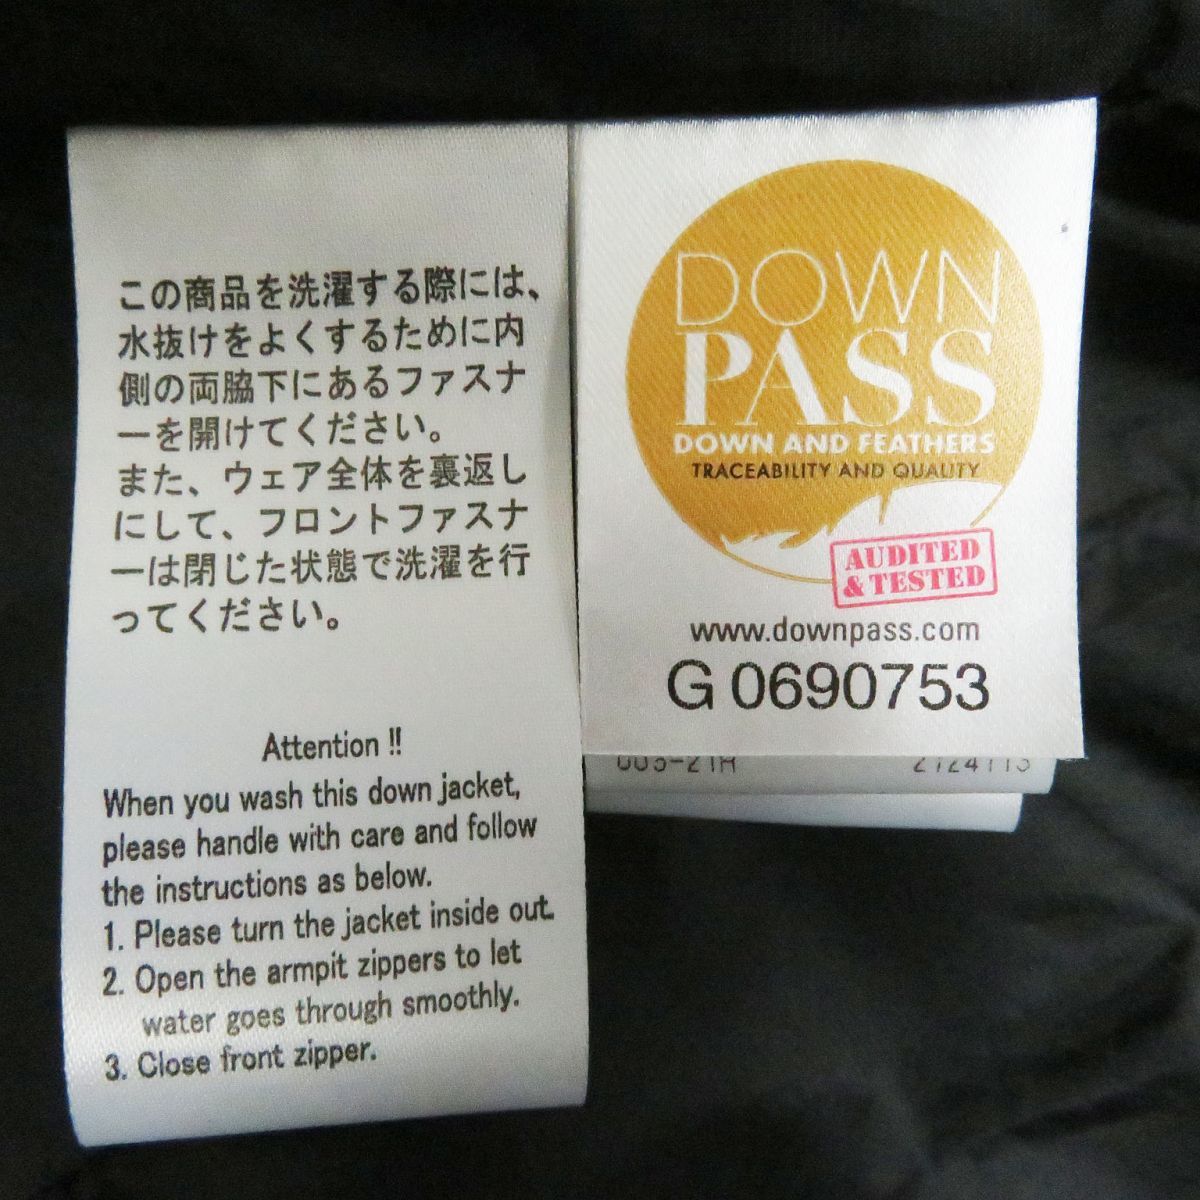 この商品を洗濯する際には、
水抜けをよくするために内
側の両脇下にあるファスナ
ーを開けてください。
また、ウェア全体を裏返し
にして、フロントファスナ
ーは閉じた状態で洗濯を行
ってください。
Attention !!
When you wash this down jacket,
please handle with care and follow
the instructions as below.
1. Please turn the jacket inside out.
2. Open the armpit zippers to let
water goes through smoothly.
3. Close front zipper.
DOWN
PASS
DOWN AND FEATHERS
TRACEABILITY AND QUALITY
AUDITED
& TESTED
www.downpass.com
G 0690753